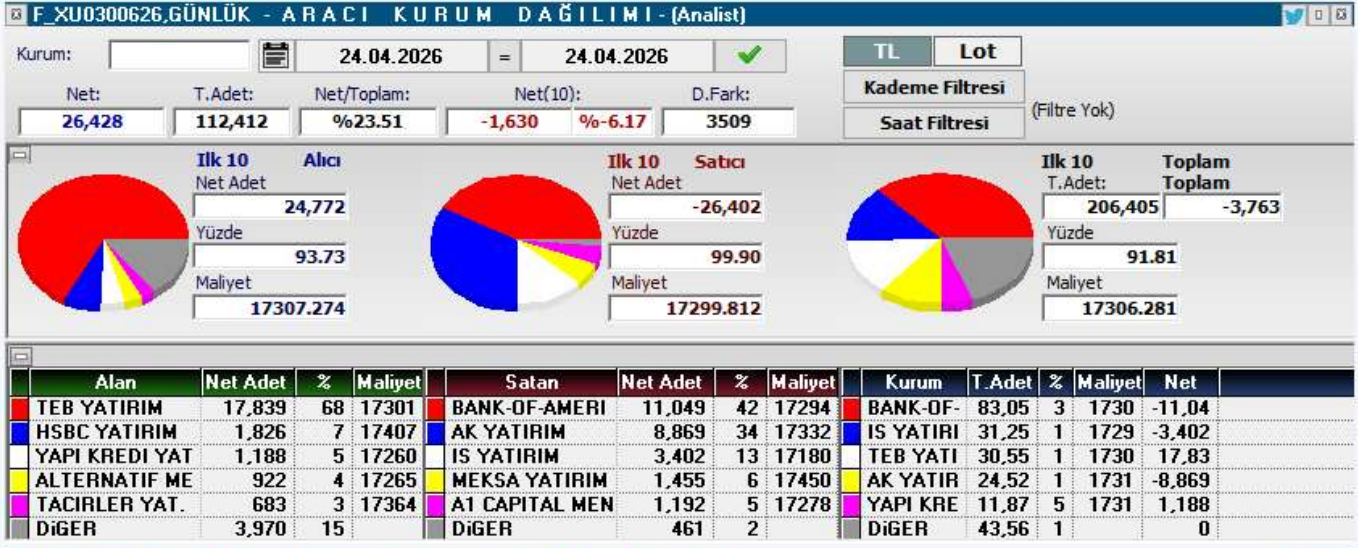 F_XU0300626,GÜNLÜK - A R A C I   K U R U M   D A Ğ I L I M I - (Analist)
Kurum: 24.04.2026 = 24.04.2026 TL Lot
Kademe Filtresi
Net: T.Adet: Net/Toplam: Net(10): D.Fark:
26,428 112,412 %23.51 -1,630 %-6.17 3509 Saat Filtresi (Filtre Yok)
Ilk 10 Alıcı Ilk 10 Satıcı Ilk 10 Toplam
Net Adet Net Adet T.Adet: Toplam
24,772 -26,402 206,405 -3,763
Yüzde Yüzde Yüzde
93.73 99.90 91.81
Maliyet Maliyet Maliyet
17307.274 17299.812 17306.281
Alan Net Adet % Maliyet Satan Net Adet % Maliyet Kurum T.Adet % Maliyet Net
TEB YATIRIM 17,839 68 17301 BANK-OF-AMERI 11,049 42 17294 BANK-OF- 83,05 3 1730 -11,04
HSBC YATIRIM 1,826 7 17407 AK YATIRIM 8,869 34 17332 IS YATIRI 31,25 1 1729 -3,402
YAPI KREDI YAT 1,188 5 17260 IS YATIRIM 3,402 13 17180 TEB YATI 30,55 1 1730 17,83
ALTERNATIF ME 922 4 17265 MEKSA YATIRIM 1,455 6 17450 AK YATIR 24,52 1 1731 -8,869
TACIRLER YAT. 683 3 17364 A1 CAPITAL MEN 1,192 5 17278 YAPI KRE 11,87 5 1731 1,188
DiGER 3,970 15 DiGER 461 2 DiGER 43,56 1 0